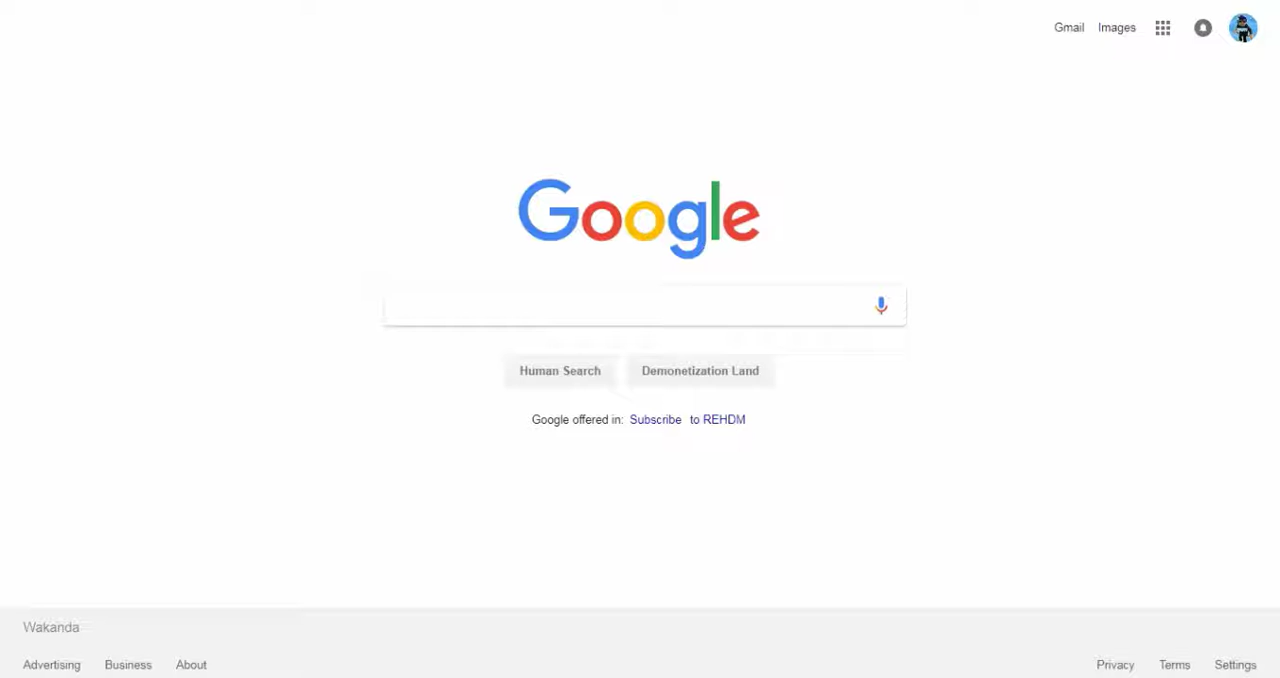 Gmail Images
Google
Human Search Demonetization Land
Google offered in: Subscribe to REHDM
Wakanda
Advertising Business About Privacy Terms Settings